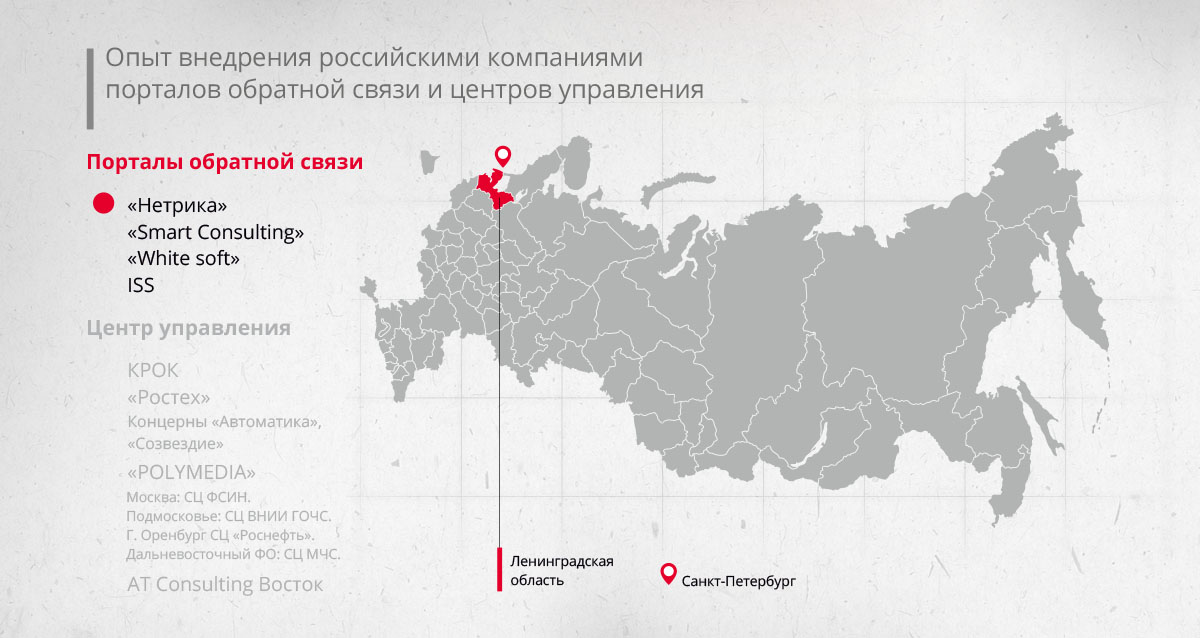 Опыт внедрения российскими компаниями
порталов обратной связи и центров управления
Порталы обратной связи
«Нетрика»
«Smart Consulting»
«White soft»
ISS
Центр управления
КРОК
«Ростех»
Концерны «Автоматика»,
«Созвездие»
«POLYMEDIA»
Москва: СЦ ФСИН.
Подмосковье: СЦ ВНИИ ГОЧС.
Г. Оренбург СЦ «Роснефть».
Дальневосточный ФО: СЦ МЧС.
AT Consulting Восток
Ленинградская
область
Санкт-Петербург